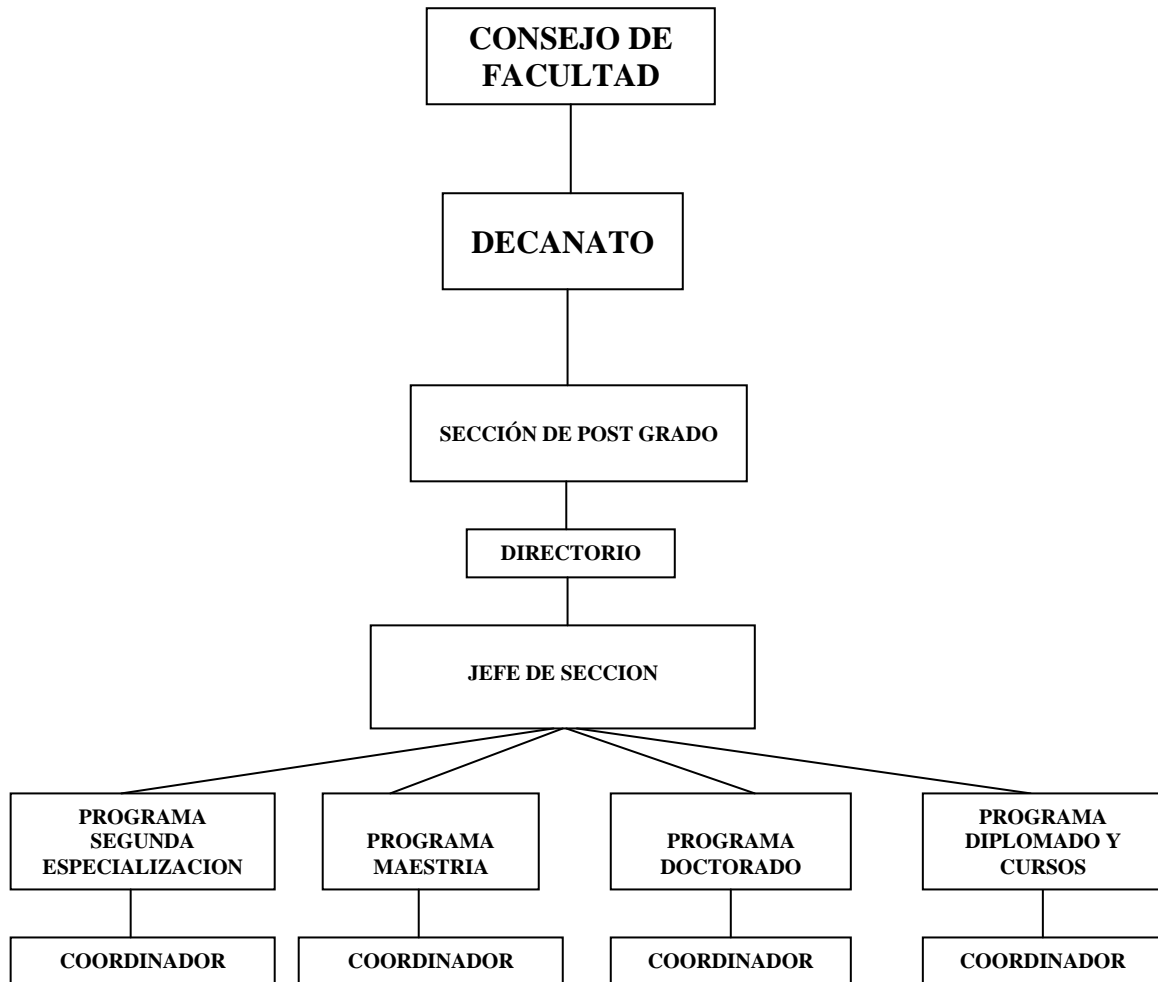 CONSEJO DE
FACULTAD
DECANATO
SECCIÓN DE POST GRADO
DIRECTORIO
JEFE DE SECCION
PROGRAMA
SEGUNDA
ESPECIALIZACION
PROGRAMA
MAESTRIA
PROGRAMA
DOCTORADO
PROGRAMA
DIPLOMADO Y
CURSOS
COORDINADOR
COORDINADOR
COORDINADOR
COORDINADOR